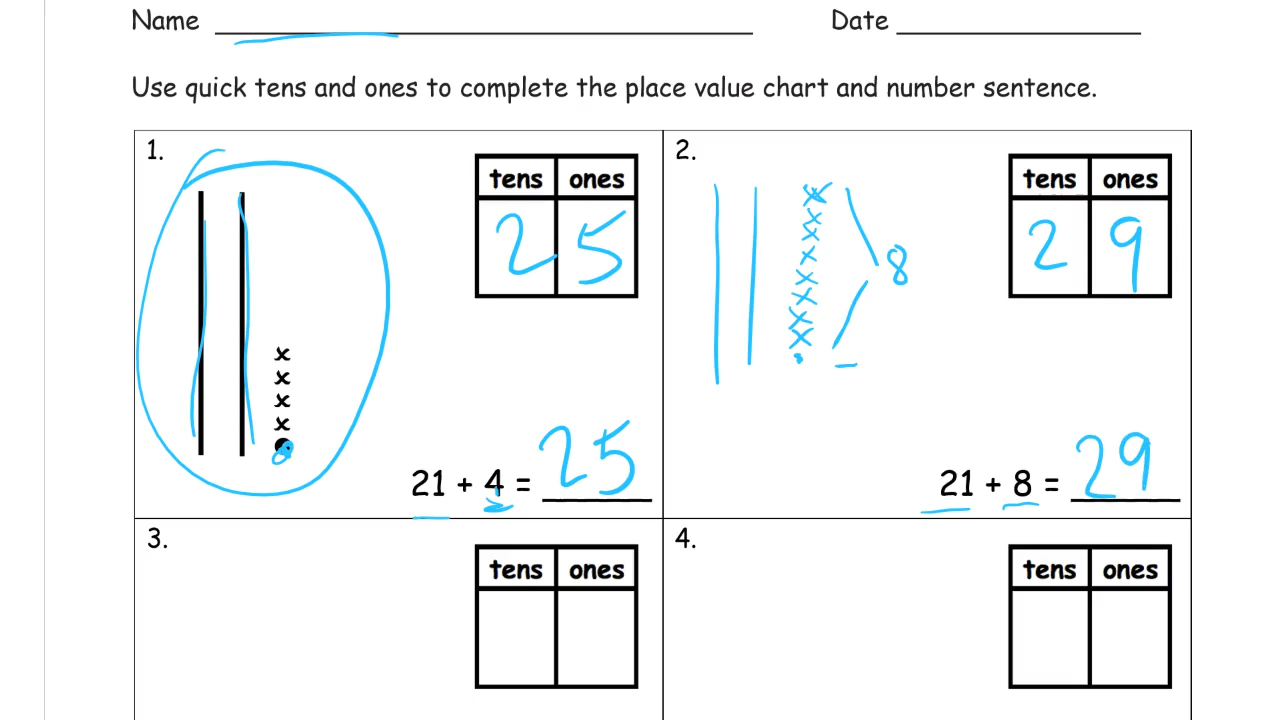 Name Date
Use quick tens and ones to complete the place value chart and number sentence.
1.
tens ones
2 5
x
x
x
x
21 + 4 = 25
2.
tens ones
2 9
x
x
x
x
x
x
x
x
8
21 + 8 = 29
3.
tens ones
4.
tens ones